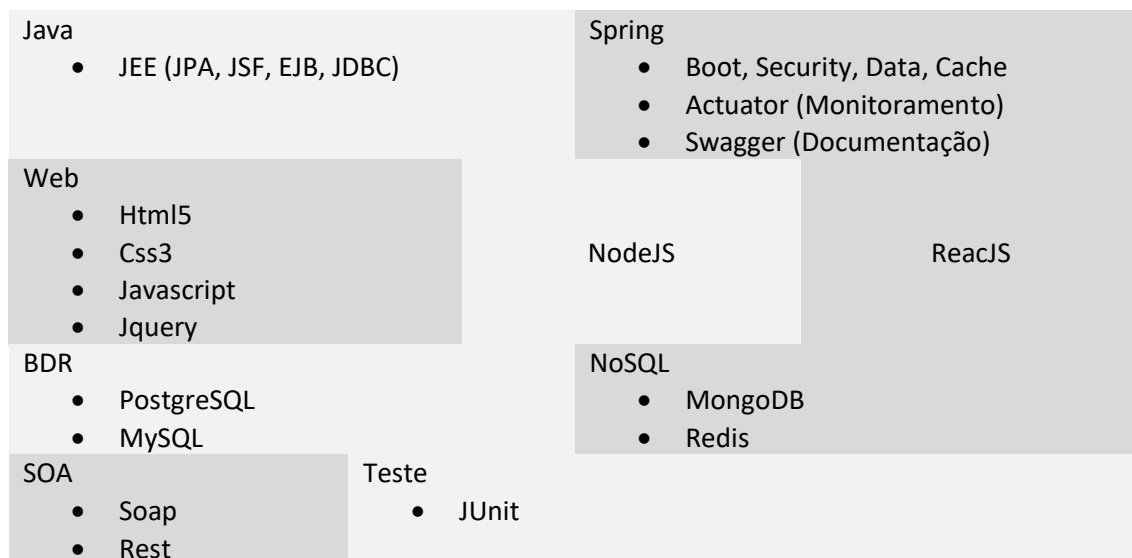 Java
• JEE (JPA, JSF, EJB, JDBC)
Spring
• Boot, Security, Data, Cache
• Actuator (Monitoramento)
• Swagger (Documentação)
Web
• Html5
• Css3
• Javascript
• Jquery
NodeJS
ReacJS
BDR
• PostgreSQL
• MySQL
NoSQL
• MongoDB
• Redis
SOA
• Soap
• Rest
Teste
• JUnit